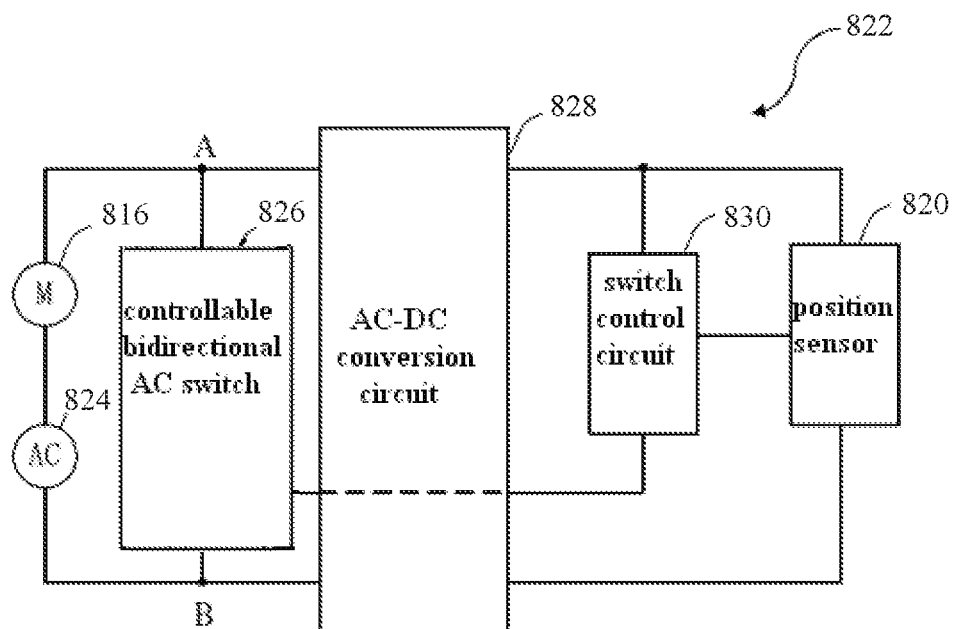 822
828
A
816
826
830
820
M
controllable
bidirectional
AC switch
AC-DC
conversion
circuit
switch
control
circuit
position
sensor
824
AC
B